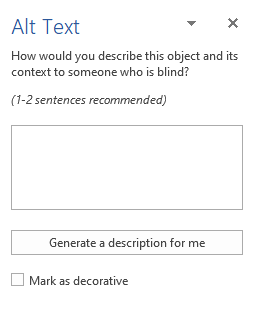 Alt Text
How would you describe this object and its
context to someone who is blind?
(1-2 sentences recommended)
Generate a description for me
Mark as decorative